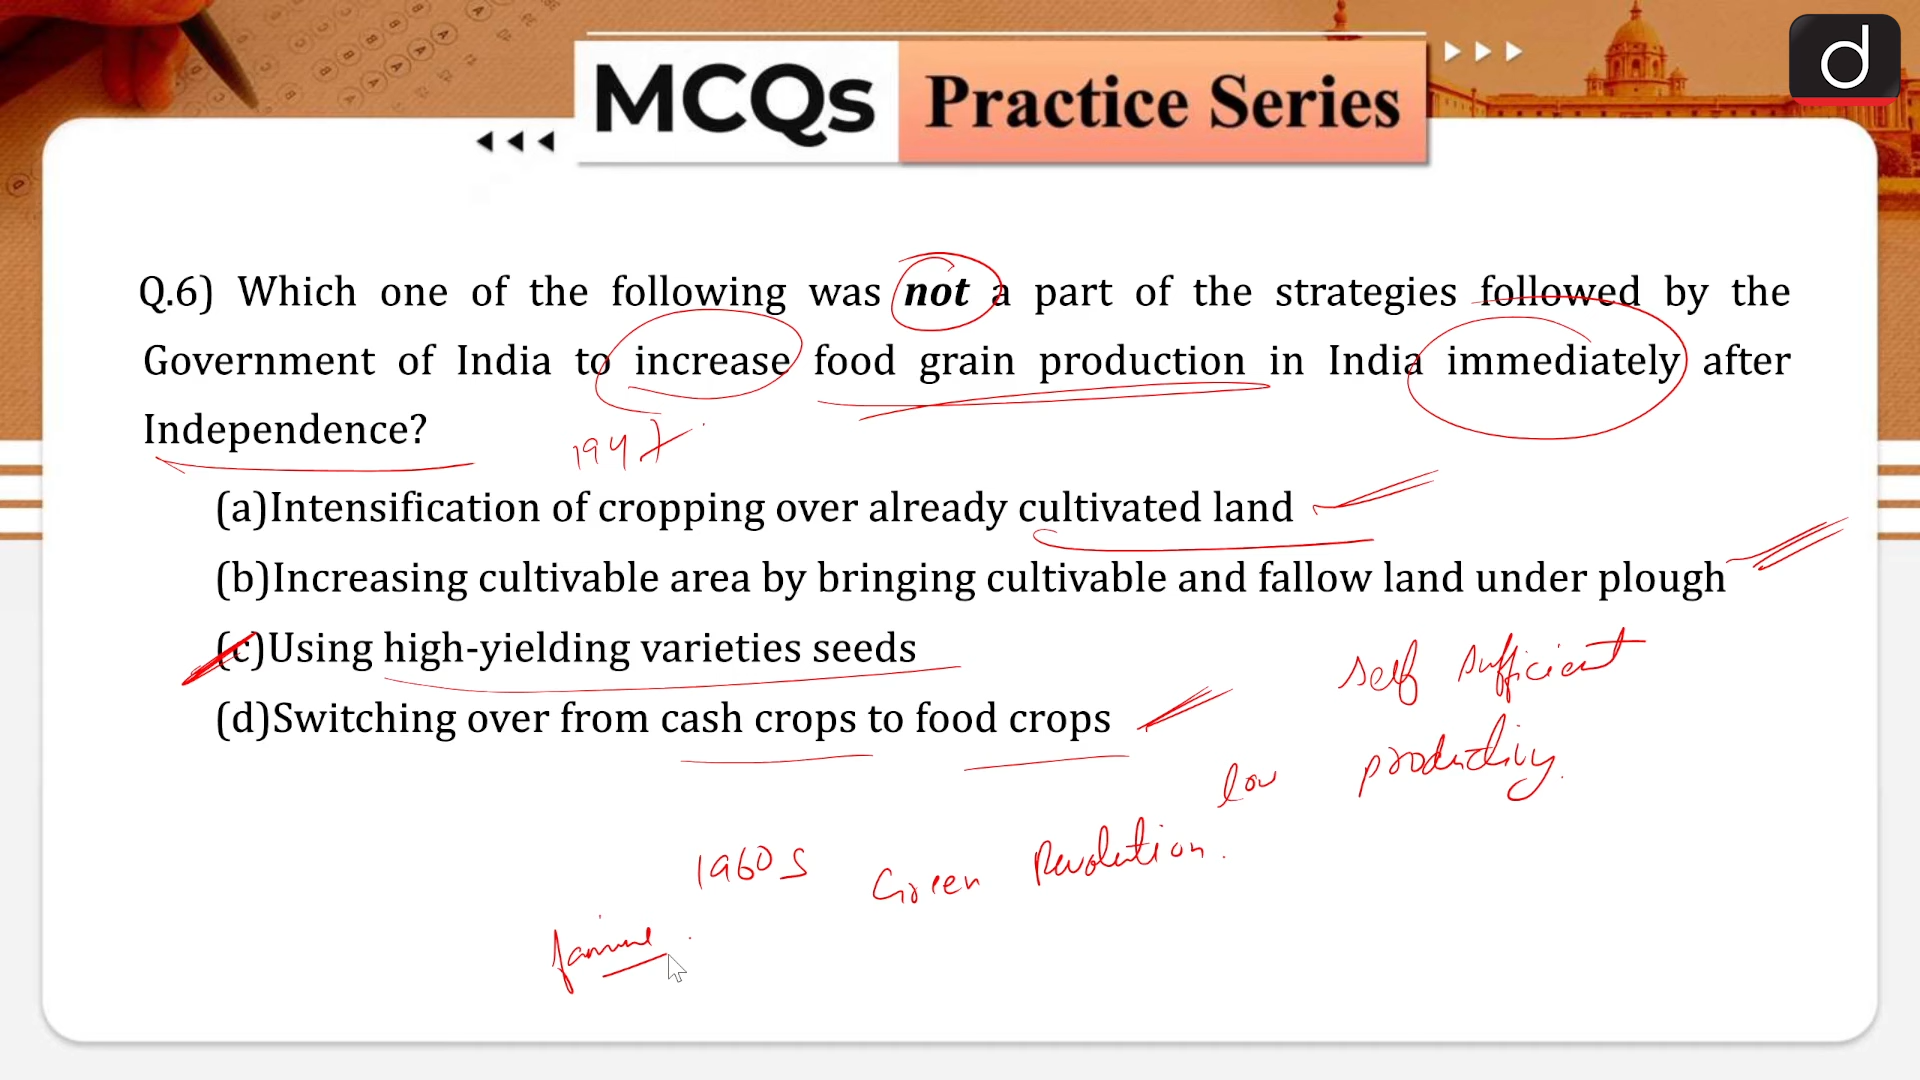 MCQs Practice Series
d
Q.6) Which one of the following was not a part of the strategies followed by the
Government of India to increase food grain production in India immediately after
Independence?
1947
(a)Intensification of cropping over already cultivated land
(b)Increasing cultivable area by bringing cultivable and fallow land under plough
(c)Using high-yielding varieties seeds
self sufficient
(d)Switching over from cash crops to food crops
low productivity
1960s Green Revolution.
famine